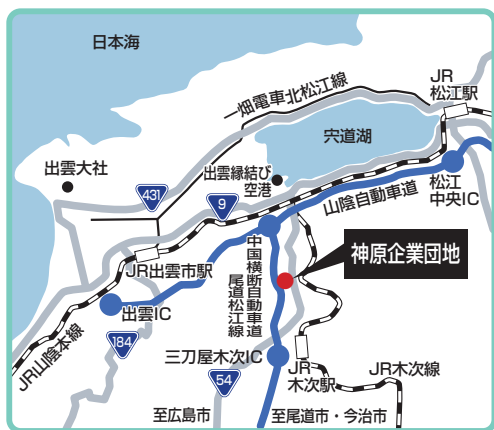 日本海
JR
松江駅
一畑電車北松江線
宍道湖
出雲大社
出雲縁結び
空港
431
9
山陰自動車道
松江
中央IC
神原企業団地
JR出雲市駅
中国横断自動車道
尾道松江線
出雲IC
184
JR山陰本線
三刀屋木次IC
54
JR
木次駅
JR木次線
至広島市
至尾道市・今治市